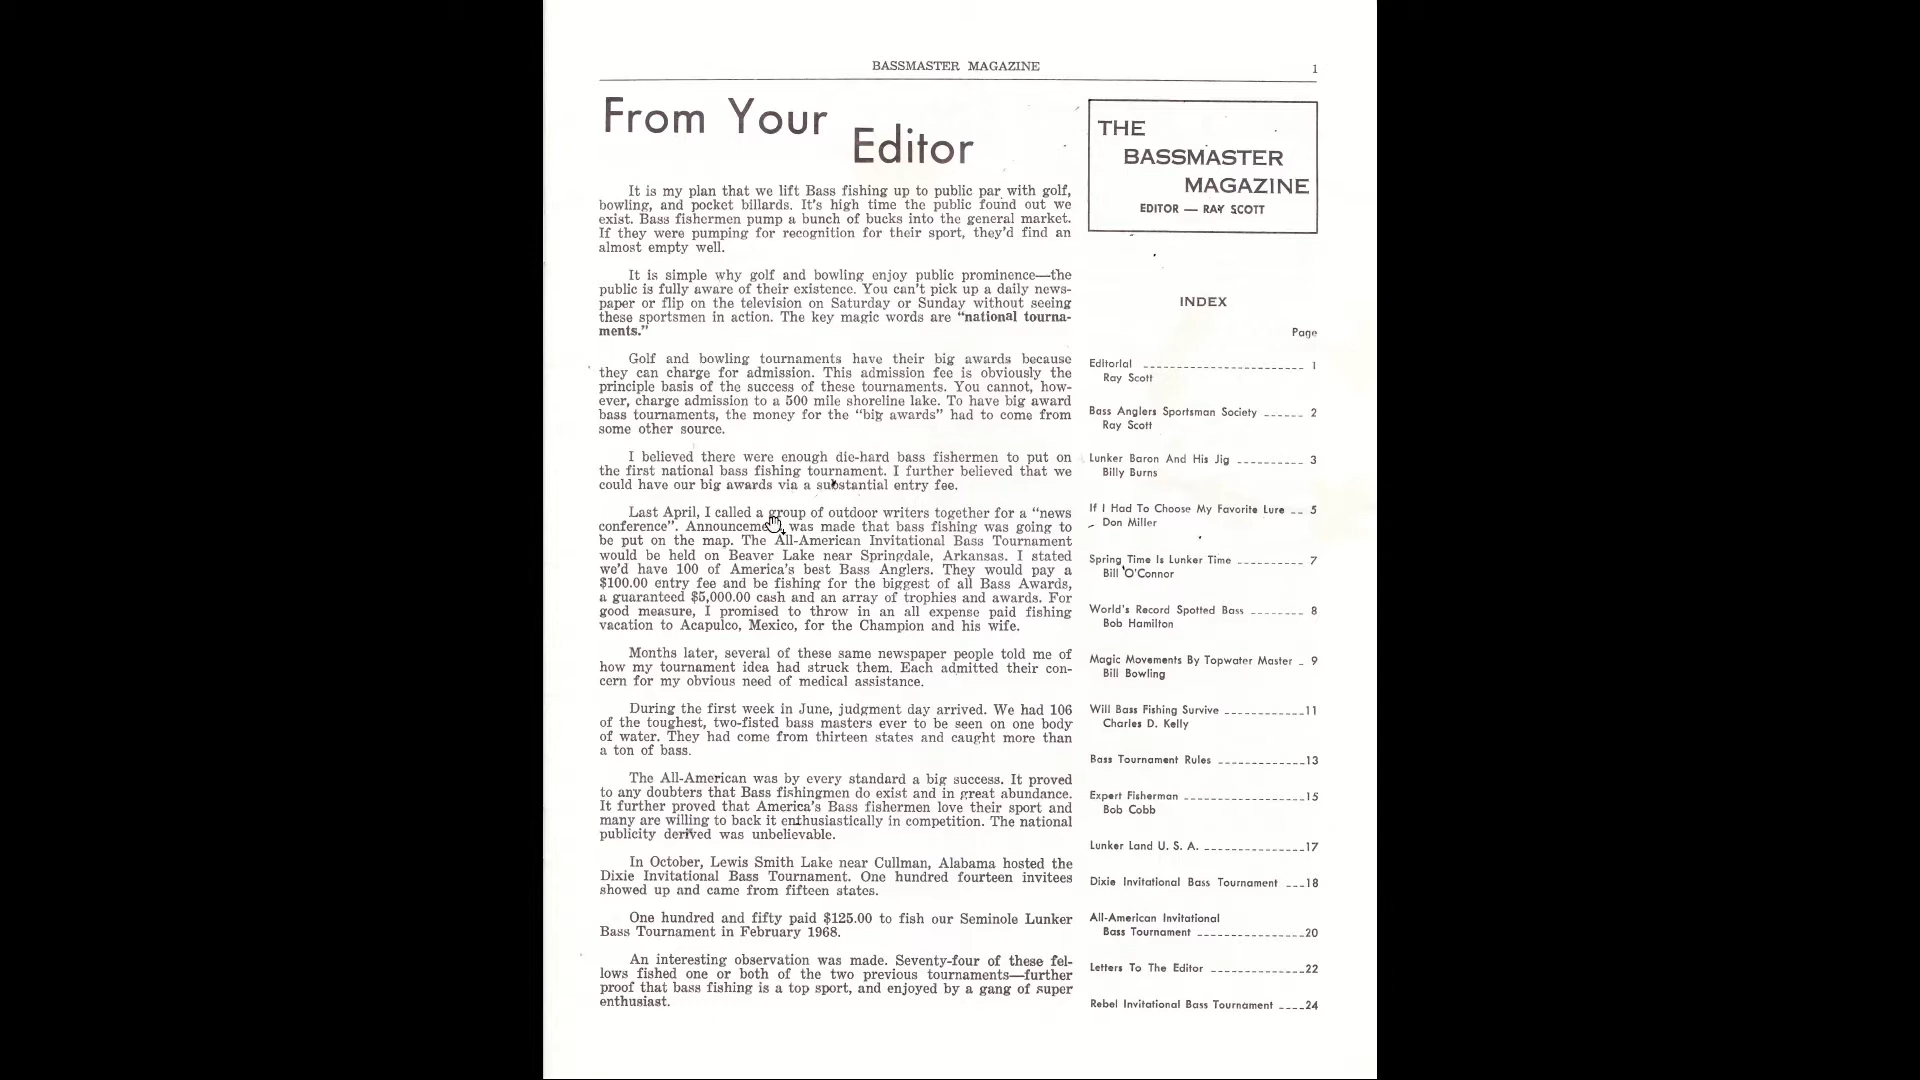 BASSMASTER MAGAZINE
1
From Your
Editor
It is my plan that we lift Bass fishing up to public par with golf,
bowling, and pocket billards. It's high time the public found out we
exist. Bass fishermen pump a bunch of bucks into the general market.
If they were pumping for recognition for their sport, they'd find an
almost empty well.
It is simple why golf and bowling enjoy public prominence—the
public is fully aware of their existence. You can't pick up a daily news-
paper or flip on the television on Saturday or Sunday without seeing
these sportsmen in action. The key magic words are "national tourna-
ments."
Golf and bowling tournaments have their big awards because
they can charge for admission. This admission fee is obviously the
principle basis of the success of these tournaments. You cannot, how-
ever, charge admission to a 500 mile shoreline lake. To have big award
bass tournaments, the money for the "big awards" had to come from
some other source.
I believed there were enough die-hard bass fishermen to put on
the first national bass fishing tournament. I further believed that we
could have our big awards via a substantial entry fee.
Last April, I called a group of outdoor writers together for a "news
conference". Announcement was made that bass fishing was going to
be put on the map. The All-American Invitational Bass Tournament
would be held on Beaver Lake near Springdale, Arkansas. I stated
we'd have 100 of America's best Bass Anglers. They would pay a
$100.00 entry fee and be fishing for the biggest of all Bass Awards,
a guaranteed $5,000.00 cash and an array of trophies and awards. For
good measure, I promised to throw in an all expense paid fishing
vacation to Acapulco, Mexico, for the Champion and his wife.
Months later, several of these same newspaper people told me of
how my tournament idea had struck them. Each admitted their con-
cern for my obvious need of medical assistance.
During the first week in June, judgment day arrived. We had 106
of the toughest, two-fisted bass masters ever to be seen on one body
of water. They had come from thirteen states and caught more than
a ton of bass.
The All-American was by every standard a big success. It proved
to any doubters that Bass fishingmen do exist and in great abundance.
It further proved that America's Bass fishermen love their sport and
many are willing to back it enthusiastically in competition. The national
publicity derived was unbelievable.
In October, Lewis Smith Lake near Cullman, Alabama hosted the
Dixie Invitational Bass Tournament. One hundred fourteen invitees
showed up and came from fifteen states.
One hundred and fifty paid $125.00 to fish our Seminole Lunker
Bass Tournament in February 1968.
An interesting observation was made. Seventy-four of these fel-
lows fished one or both of the two previous tournaments—further
proof that bass fishing is a top sport, and enjoyed by a gang of super
enthusiast.
THE
BASSMASTER
MAGAZINE
EDITOR — RAY SCOTT
INDEX
Page
Editorial 1
Ray Scott
Bass Anglers Sportsman Society 2
Ray Scott
Lunker Baron And His Jig 3
Billy Burns
If I Had To Choose My Favorite Lure 5
Don Miller
Spring Time Is Lunker Time 7
Bill O'Connor
World's Record Spotted Bass 8
Bob Hamilton
Magic Movements By Topwater Master 9
Bill Bowling
Will Bass Fishing Survive 11
Charles D. Kelly
Bass Tournament Rules 13
Expert Fisherman 15
Bob Cobb
Lunker Land U. S. A. 17
Dixie Invitational Bass Tournament 18
All-American Invitational
Bass Tournament 20
Letters To The Editor 22
Rebel Invitational Bass Tournament 24